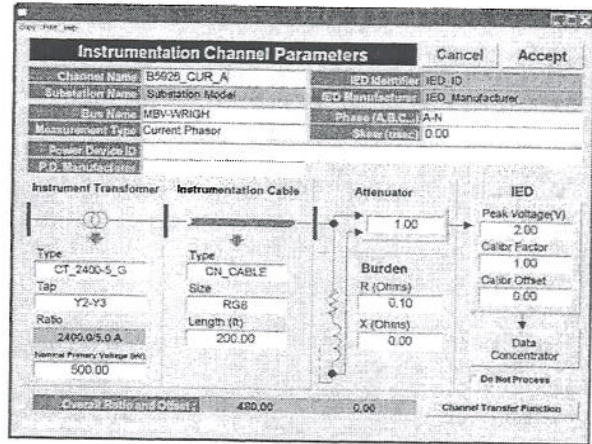 Copy Print Help
Instrumentation Channel Parameters Cancel Accept
Channel Name B5926_CUR_A IED Identifier IED_ID
Substation Name Substation Model IED Manufacturer IED_Manufacturer
Bus Name MBV-WRIGH Phase (A,B,C..) A-N
Measurement Type Current Phasor Skew (usec) 0.00
Power Device ID
P.D. Manufacturer
Instrument Transformer Instrumentation Cable Attenuator IED
1.00
Peak Voltage(V)
2.00
Type
CT_2400-5_G
Type
CN_CABLE
Burden
Calibr Factor
1.00
Tap
Y2-Y3
Size
RG8
R (Ohms)
0.10
Calibr Offset
0.00
Ratio
2400.0/5.0 A
Length (ft)
200.00
X (Ohms)
0.00
Data
Concentrator
Nominal Primary Voltage (kV)
500.00
Do Not Process
Overall Ratio and Offset : 480.00 0.00 Channel Transfer Function